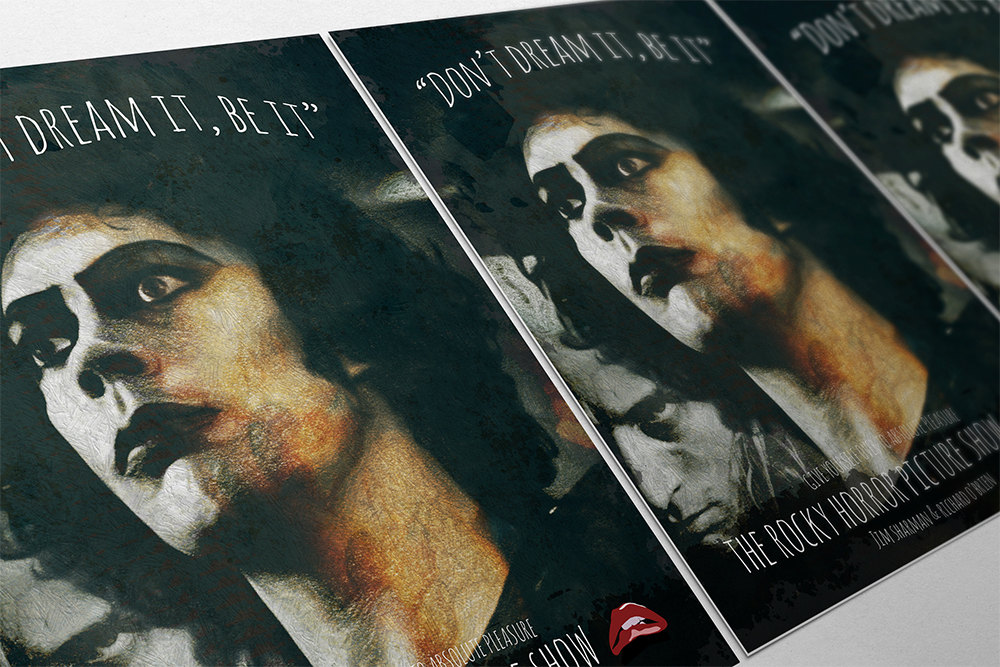 T DREAM IT, BE IT”
ABSOLUTE PLEASURE
SHOW
“DON’T DREAM IT, BE IT”
PLEASURE
THE ROCKY HORROR PICTURE SHOW
JIM SHARMAN & RICHARD O'BRIEN
“DON’T DREAM IT, B